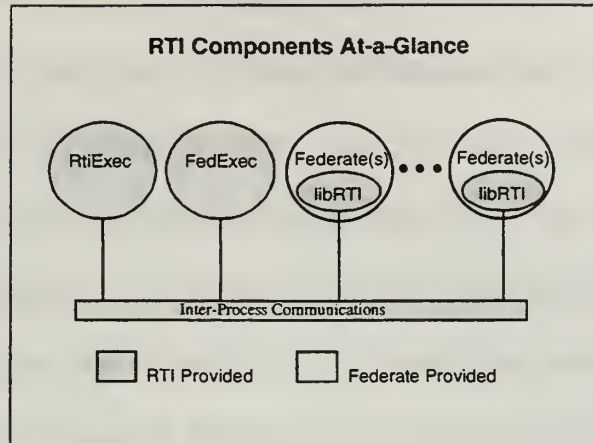 RTI Components At-a-Glance
RtiExec
FedExec
Federate(s)
libRTI
Federate(s)
libRTI
Inter-Process Communications
RTI Provided
Federate Provided